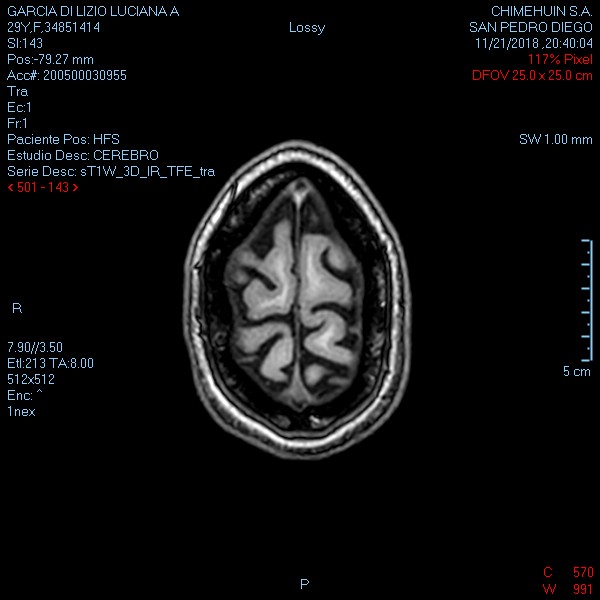 GARCIA DI LIZIO LUCIANA A
29Y,F,34851414
Sl:143
Pos:-79.27 mm
Acc#: 200500030955
Tra
Ec:1
Fr:1
Paciente Pos: HFS
Estudio Desc: CEREBRO
Serie Desc: sT1W_3D_IR_TFE_tra
< 501 - 143 >
Lossy
CHIMEHUIN S.A.
SAN PEDRO DIEGO
11/21/2018 ,20:40:04
117% Pixel
DFOV 25.0 x 25.0 cm
SW 1.00 mm
R
7.90//3.50
Etl:213 TA:8.00
512x512
Enc: ^
1nex
5 cm
P
C 570
W 991